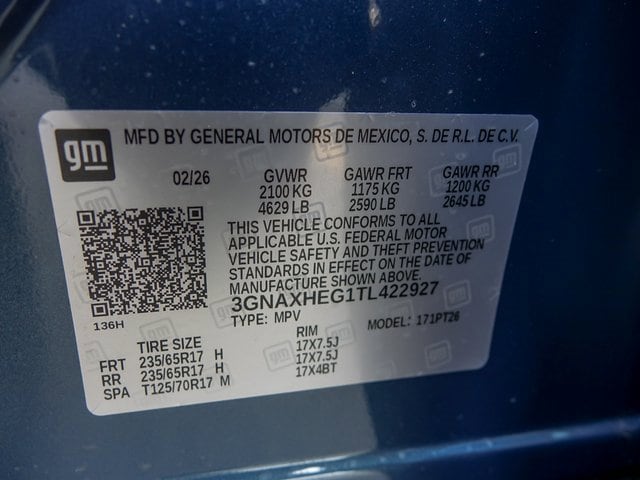 gm
MFD BY GENERAL MOTORS DE MEXICO, S. DE R.L. DE C.V.
02/26 GVWR GAWR FRT GAWR RR
2100 KG 1175 KG 1200 KG
4629 LB 2590 LB 2645 LB
THIS VEHICLE CONFORMS TO ALL
APPLICABLE U.S. FEDERAL MOTOR
VEHICLE SAFETY AND THEFT PREVENTION
STANDARDS IN EFFECT ON THE DATE OF
MANUFACTURE SHOWN ABOVE.
3GNAXHEG1TL422927
TYPE: MPV MODEL: 171PT26
136H
TIRE SIZE RIM
FRT 235/65R17 H 17X7.5J
RR 235/65R17 H 17X7.5J
SPA T125/70R17 M 17X4BT